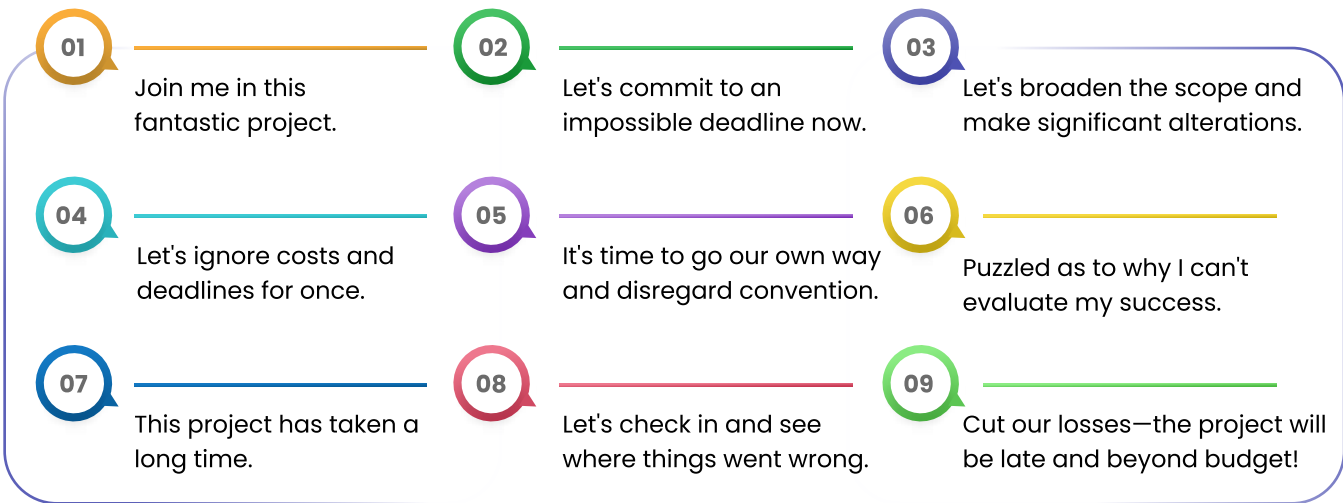 01
Join me in this
fantastic project.
02
Let's commit to an
impossible deadline now.
03
Let's broaden the scope and
make significant alterations.
04
Let's ignore costs and
deadlines for once.
05
It's time to go our own way
and disregard convention.
06
Puzzled as to why I can't
evaluate my success.
07
This project has taken a
long time.
08
Let's check in and see
where things went wrong.
09
Cut our losses—the project will
be late and beyond budget!